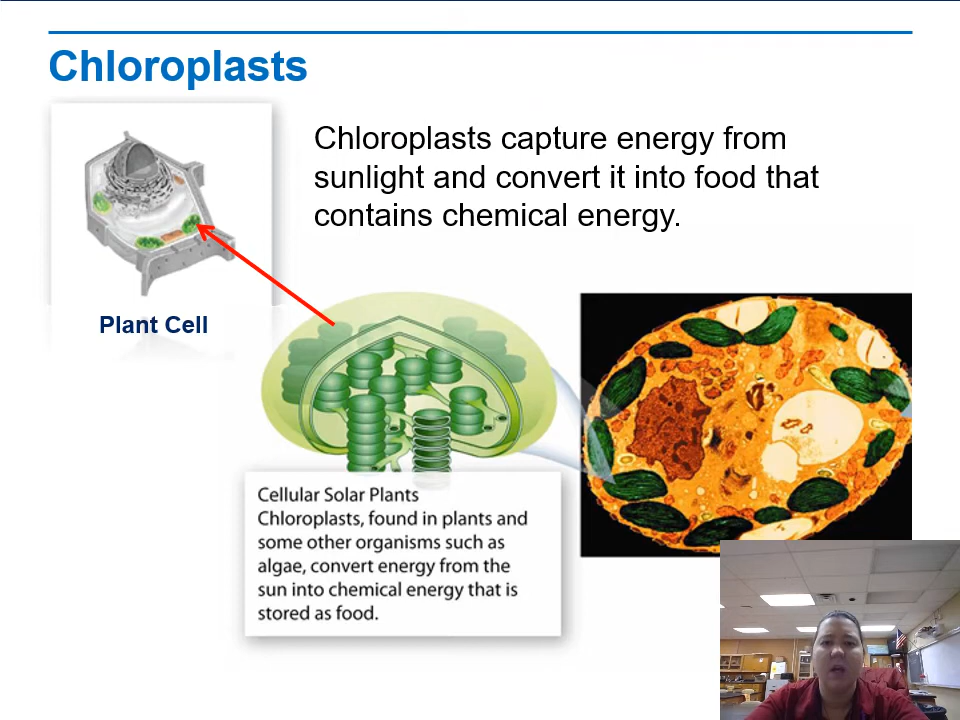 Chloroplasts
Chloroplasts capture energy from
sunlight and convert it into food that
contains chemical energy.
Plant Cell
Cellular Solar Plants
Chloroplasts, found in plants and
some other organisms such as
algae, convert energy from the
sun into chemical energy that is
stored as food.